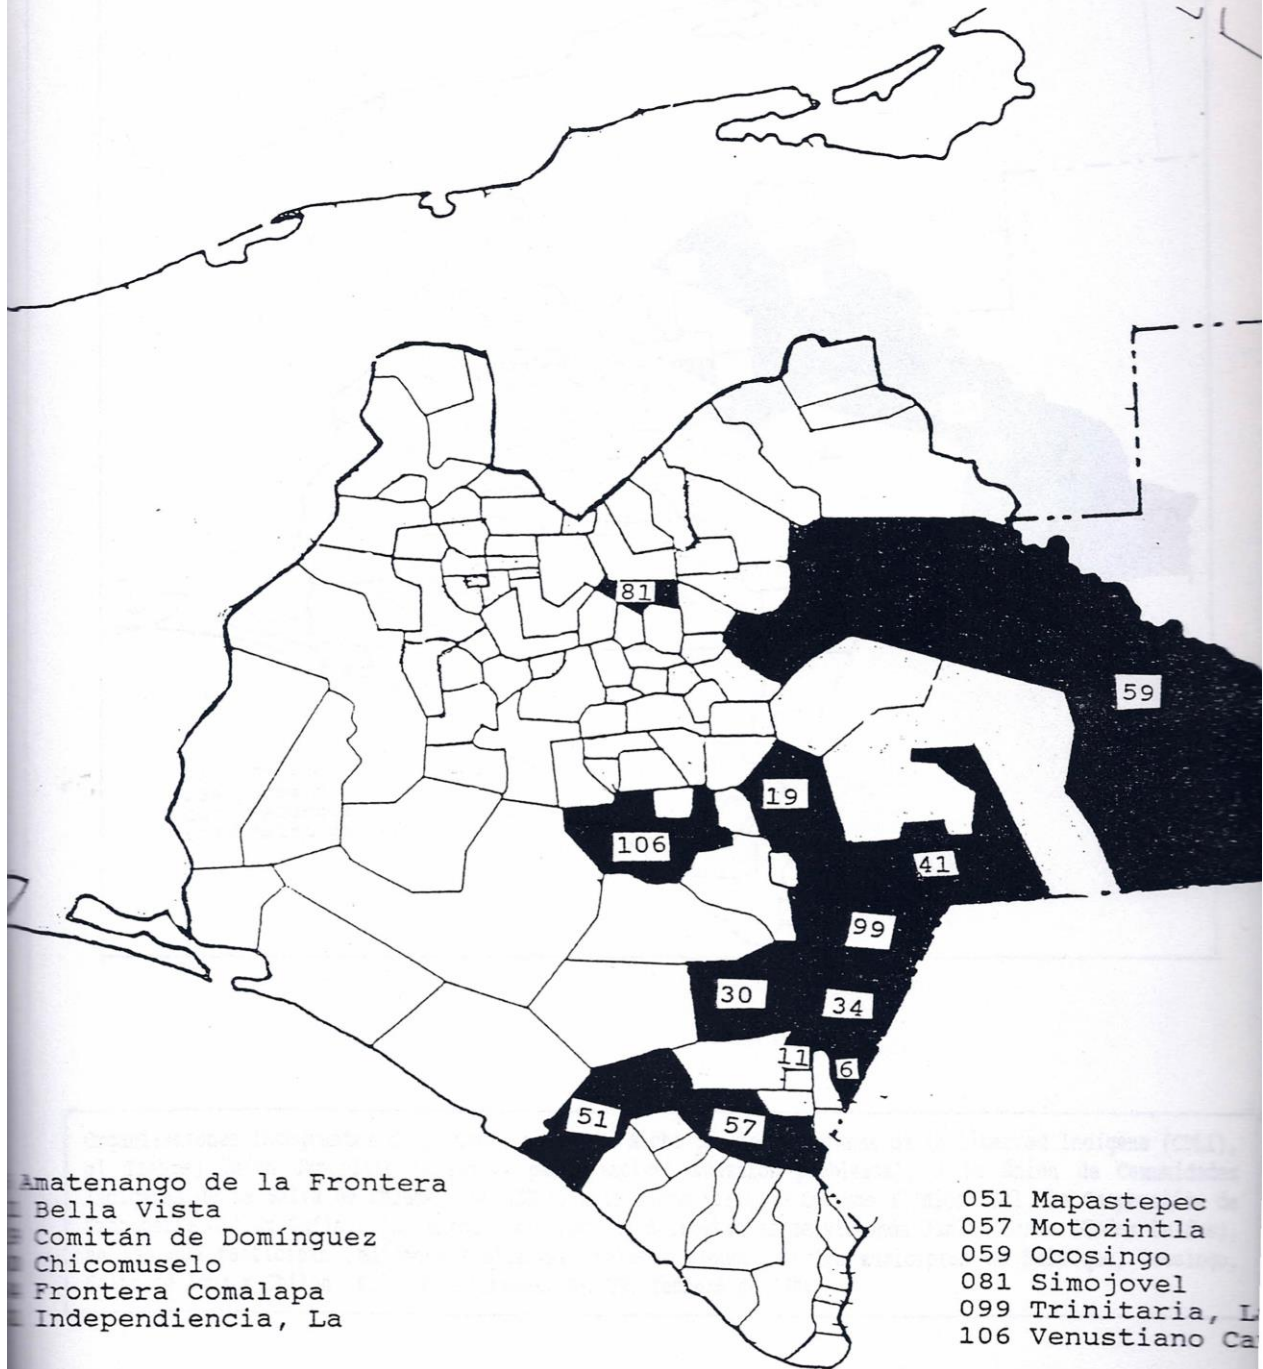 81
59
19
106
41
99
30
34
11
6
51
57
Amatenango de la Frontera
Bella Vista
Comitán de Domínguez
Chicomuselo
Frontera Comalapa
Independiencia, La
051 Mapastepec
057 Motozintla
059 Ocosingo
081 Simojovel
099 Trinitaria, L
106 Venustiano Ca